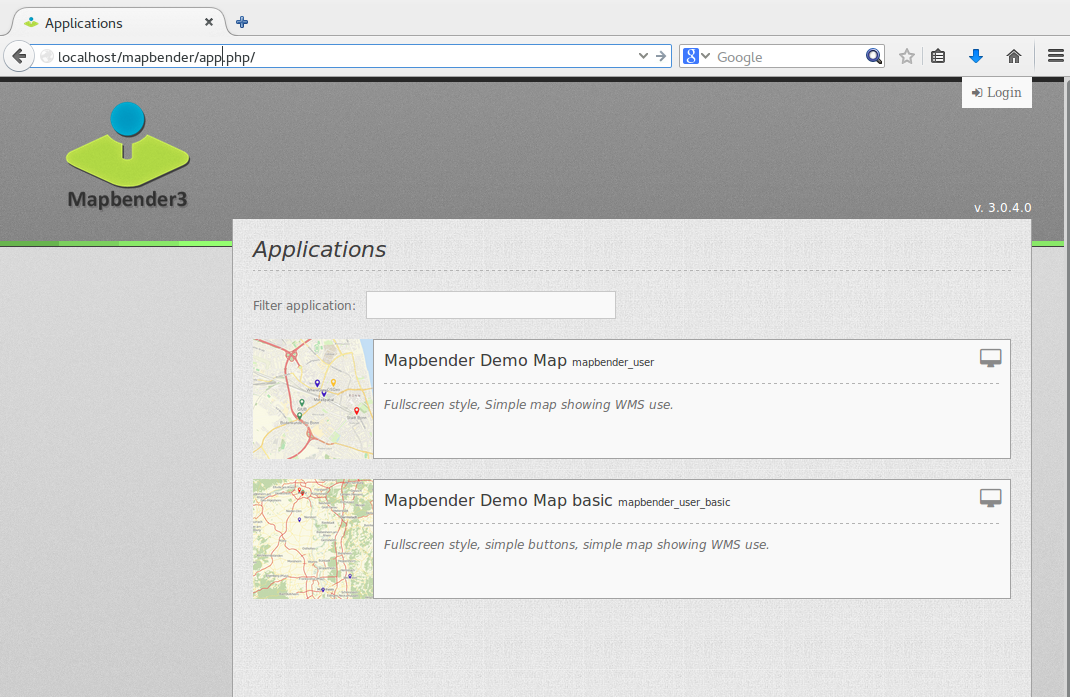 Applications
localhost/mapbender/app.php/
8 Google
Login
Mapbender3
v. 3.0.4.0
Applications
Filter application:
Mapbender Demo Map mapbender_user
Fullscreen style, Simple map showing WMS use.
Mapbender Demo Map basic mapbender_user_basic
Fullscreen style, simple buttons, simple map showing WMS use.